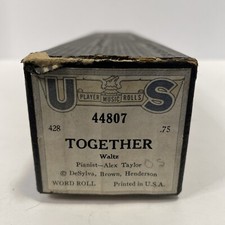 U S
PLAYER MUSIC ROLLS
44807
428 .75
TOGETHER
Waltz
Pianist—Alex Taylor
© DeSylva, Brown, Henderson
WORD ROLL Printed in U.S.A.